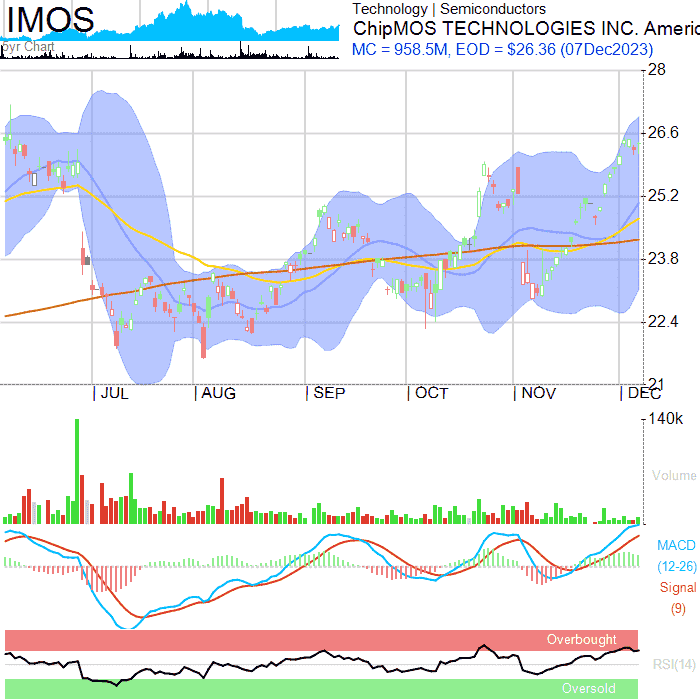 IMOS
5yr Chart
Technology | Semiconductors
ChipMOS TECHNOLOGIES INC. Americ
MC = 958.5M, EOD = $26.36 (07Dec2023)
28
26.6
25.2
23.8
22.4
21
JUL AUG SEP OCT NOV DEC
140k
Volume
MACD
(12-26)
Signal
(9)
Overbought
RSI(14)
Oversold